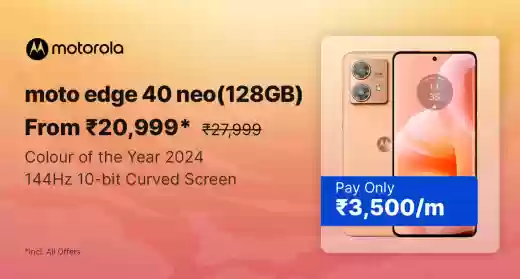 motorola
moto edge 40 neo(128GB)
From ₹20,999* ₹27,999
Colour of the Year 2024
144Hz 10-bit Curved Screen
Pay Only
₹3,500/m
*Incl. All Offers